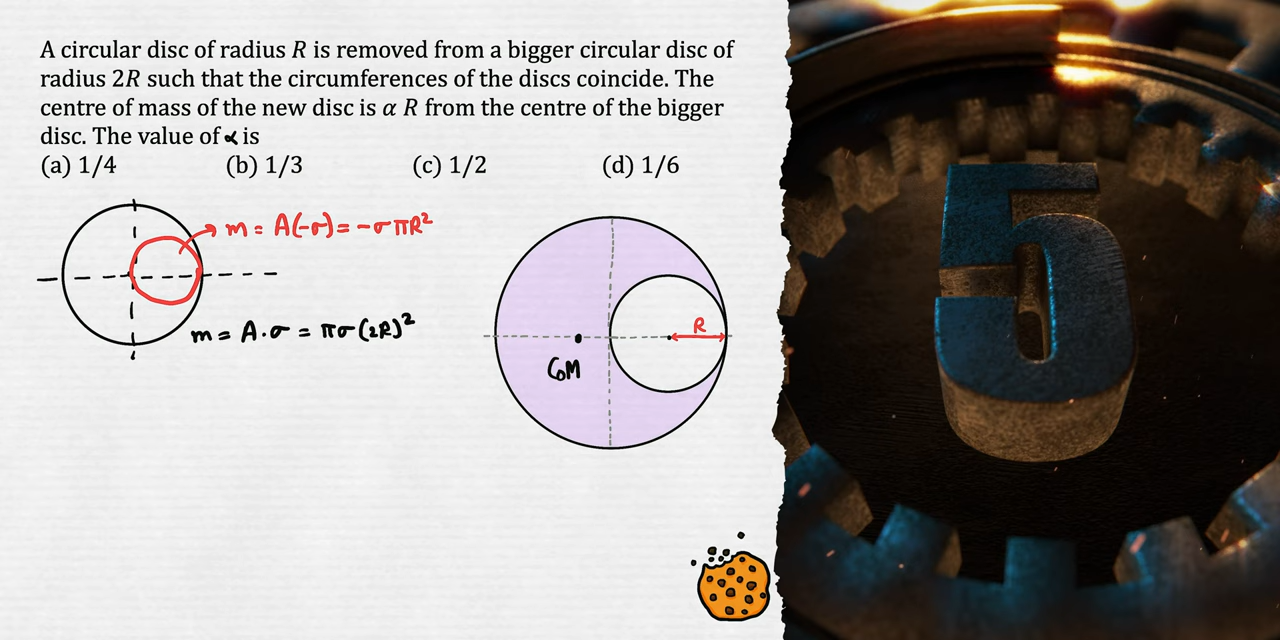 A circular disc of radius R is removed from a bigger circular disc of
radius 2R such that the circumferences of the discs coincide. The
centre of mass of the new disc is α R from the centre of the bigger
disc. The value of α is
(a) 1/4 (b) 1/3 (c) 1/2 (d) 1/6
m = A(-σ) = -σπR²
m = A·σ = πσ(2R)²
R
COM
5